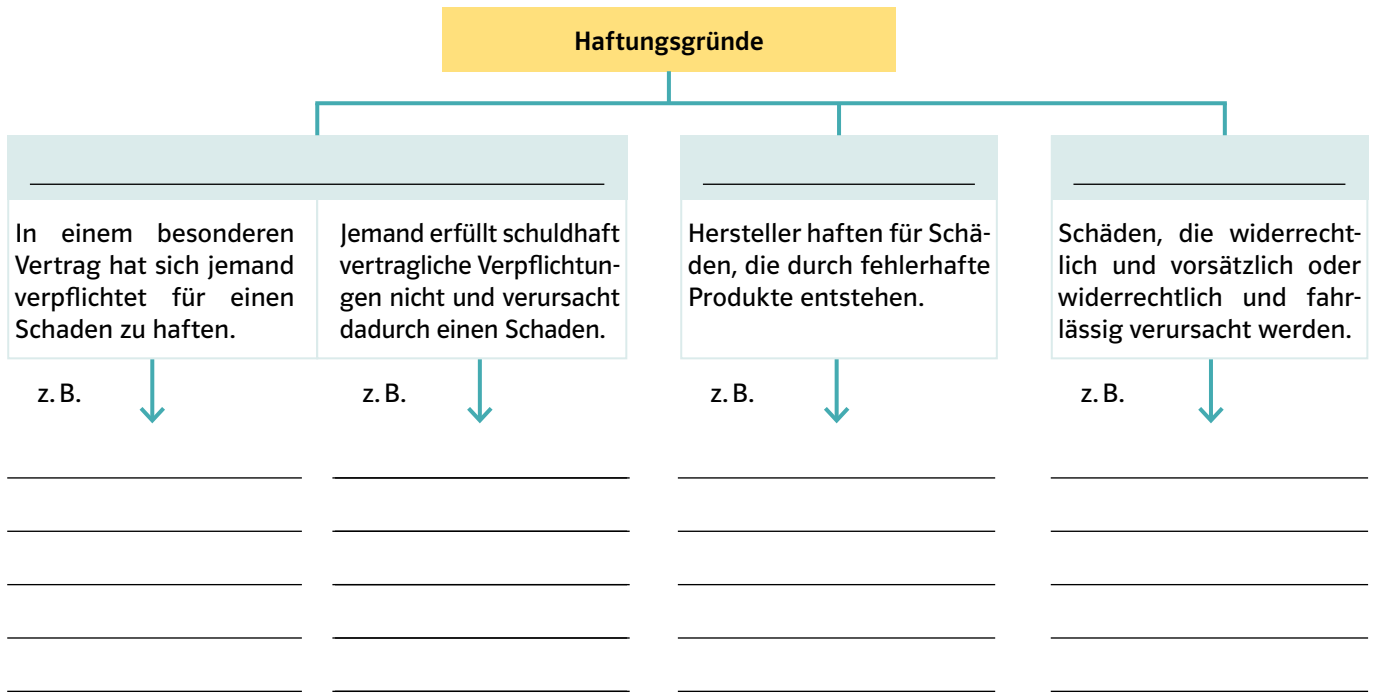 Haftungsgründe
In einem besonderen
Vertrag hat sich jemand
verpflichtet für einen
Schaden zu haften.
Jemand erfüllt schuldhaft
vertragliche Verpflichtun-
gen nicht und verursacht
dadurch einen Schaden.
Hersteller haften für Schä-
den, die durch fehlerhafte
Produkte entstehen.
Schäden, die widerrecht-
lich und vorsätzlich oder
widerrechtlich und fahr-
lässig verursacht werden.
z. B.
z. B.
z. B.
z. B.